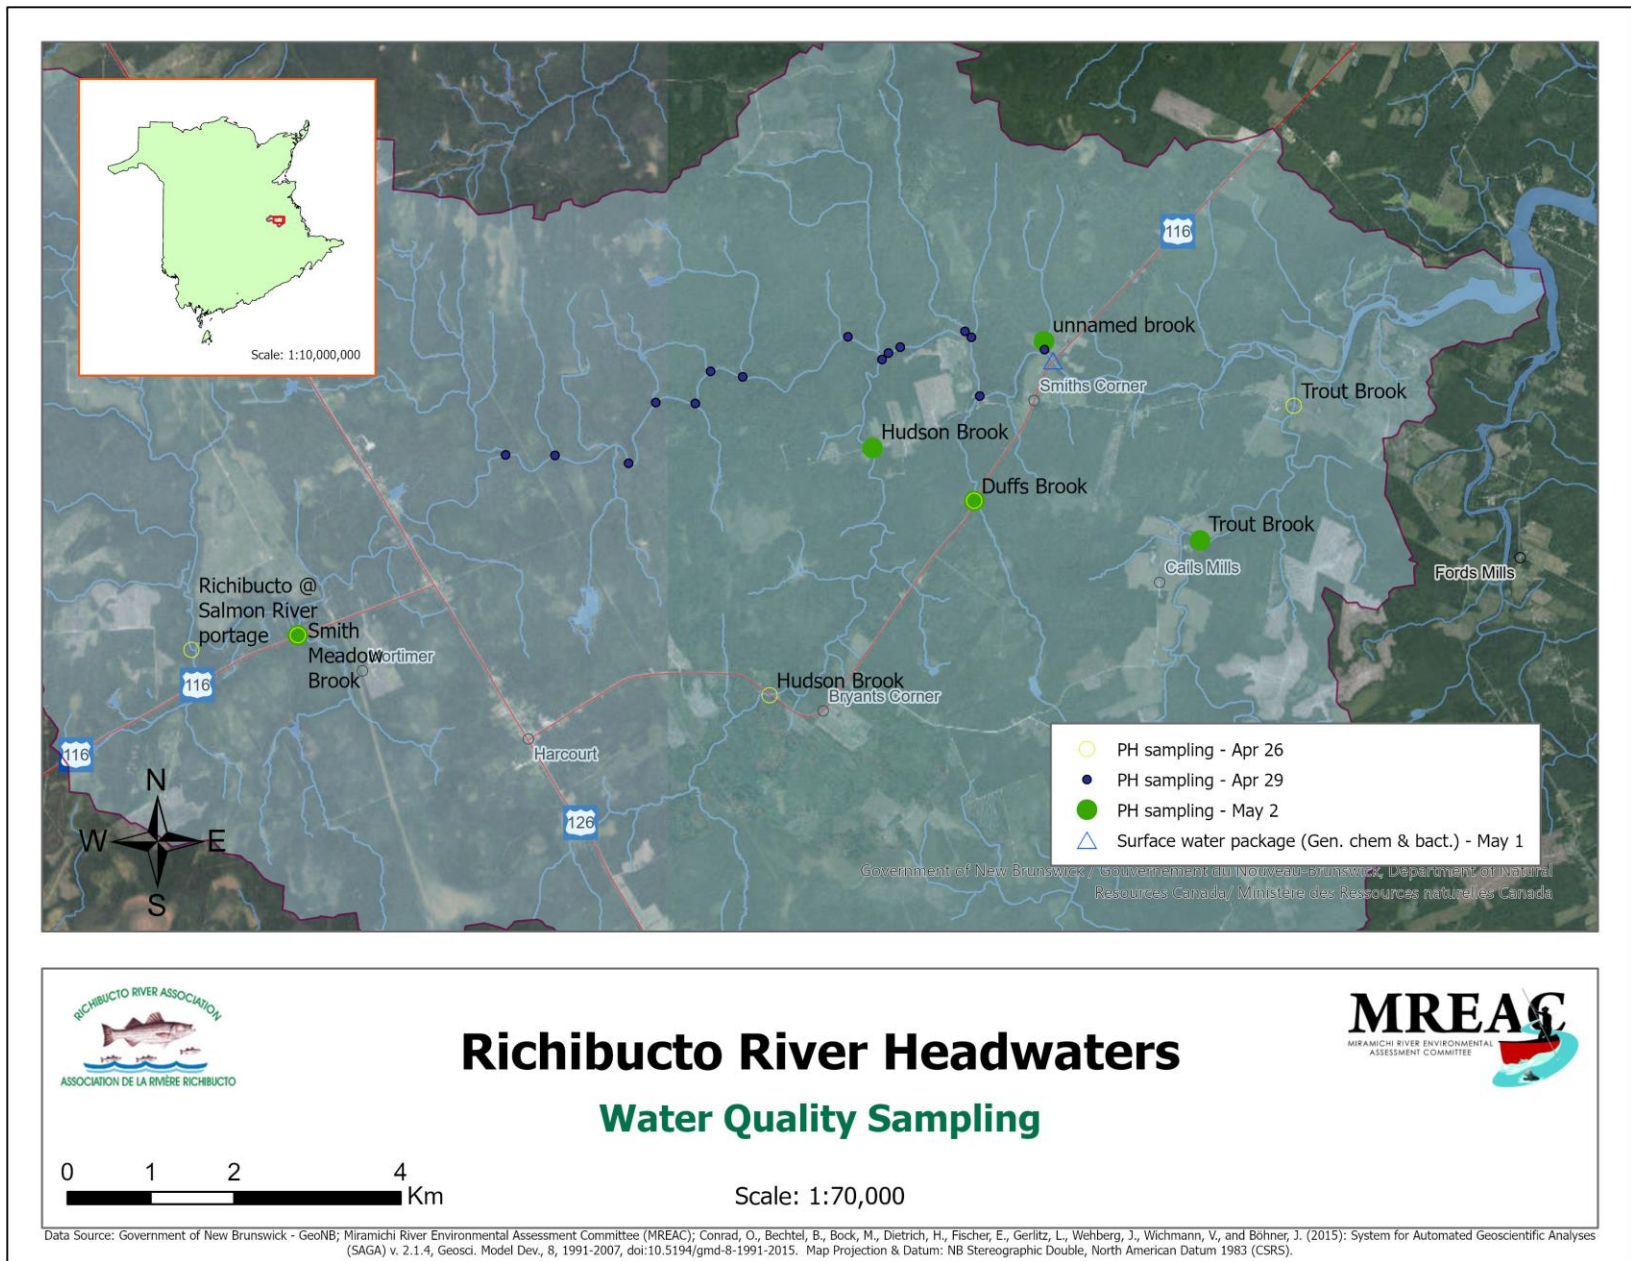 Scale: 1:10,000,000
116
unnamed brook
Smiths Corner
Trout Brook
Hudson Brook
Duffs Brook
Trout Brook
Cails Mills
Fords Mills
Richibucto @
Salmon River
portage
Smith
Meadow
Brook
Mortimer
116
Hudson Brook
Bryants Corner
116
Harcourt
126
N
W
E
S
PH sampling - Apr 26
PH sampling - Apr 29
PH sampling - May 2
Surface water package (Gen. chem & bact.) - May 1
Government of New Brunswick / Gouvernement du Nouveau-Brunswick, Department of Natural
Resources Canada/ Ministère des Ressources naturelles Canada
RICHIBUCTO RIVER ASSOCIATION
ASSOCIATION DE LA RIVIÈRE RICHIBUCTO
Richibucto River Headwaters
Water Quality Sampling
MREAC
MIRAMICHI RIVER ENVIRONMENTAL
ASSESSMENT COMMITTEE
0 1 2 4
Km
Scale: 1:70,000
Data Source: Government of New Brunswick - GeoNB; Miramichi River Environmental Assessment Committee (MREAC); Conrad, O., Bechtel, B., Bock, M., Dietrich, H., Fischer, E., Gerlitz, L., Wehberg, J., Wichmann, V., and Böhner, J. (2015): System for Automated Geoscientific Analyses
(SAGA) v. 2.1.4, Geosci. Model Dev., 8, 1991-2007, doi:10.5194/gmd-8-1991-2015. Map Projection & Datum: NB Stereographic Double, North American Datum 1983 (CSRS).